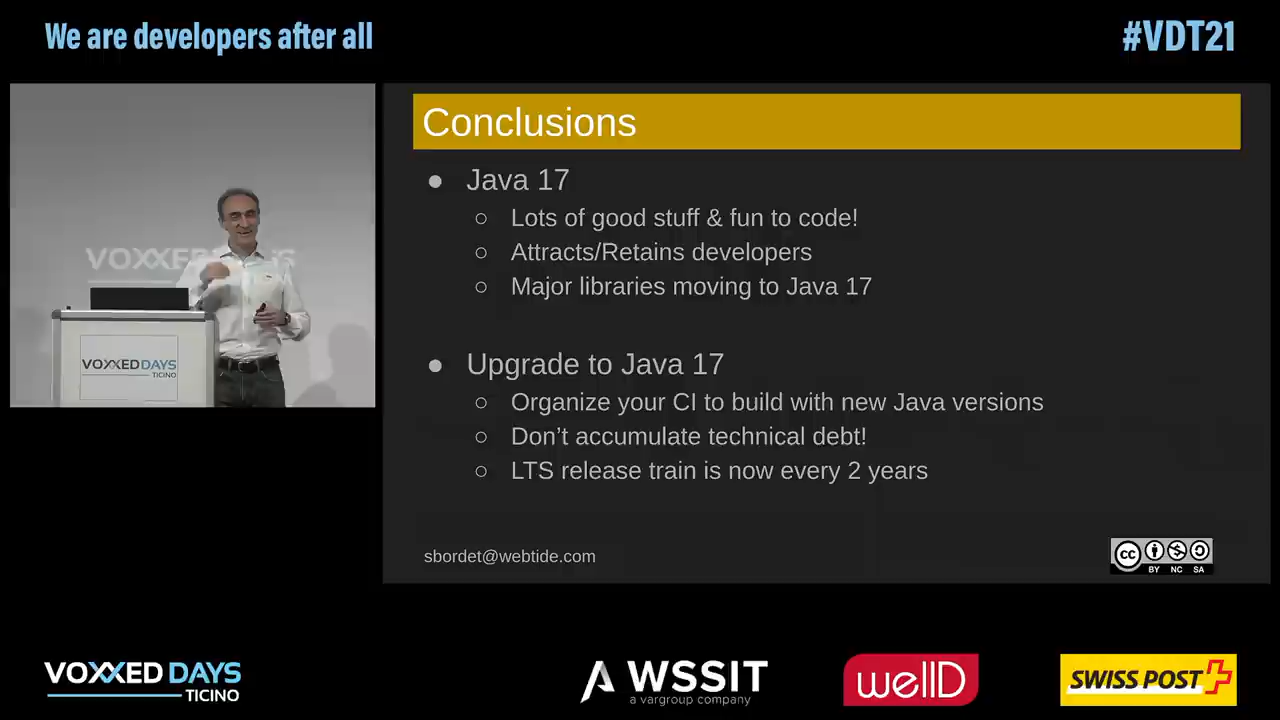 We are developers after all
#VDT21
VOXXED DAYS
VOXXEDDAYS
TICINO
Conclusions
● Java 17
○ Lots of good stuff & fun to code!
○ Attracts/Retains developers
○ Major libraries moving to Java 17
● Upgrade to Java 17
○ Organize your CI to build with new Java versions
○ Don’t accumulate technical debt!
○ LTS release train is now every 2 years
sbordet@webtide.com
cc
BY NC SA
VOXXED DAYS
TICINO
WSSIT
a vargroup company
wellD
SWISS POST